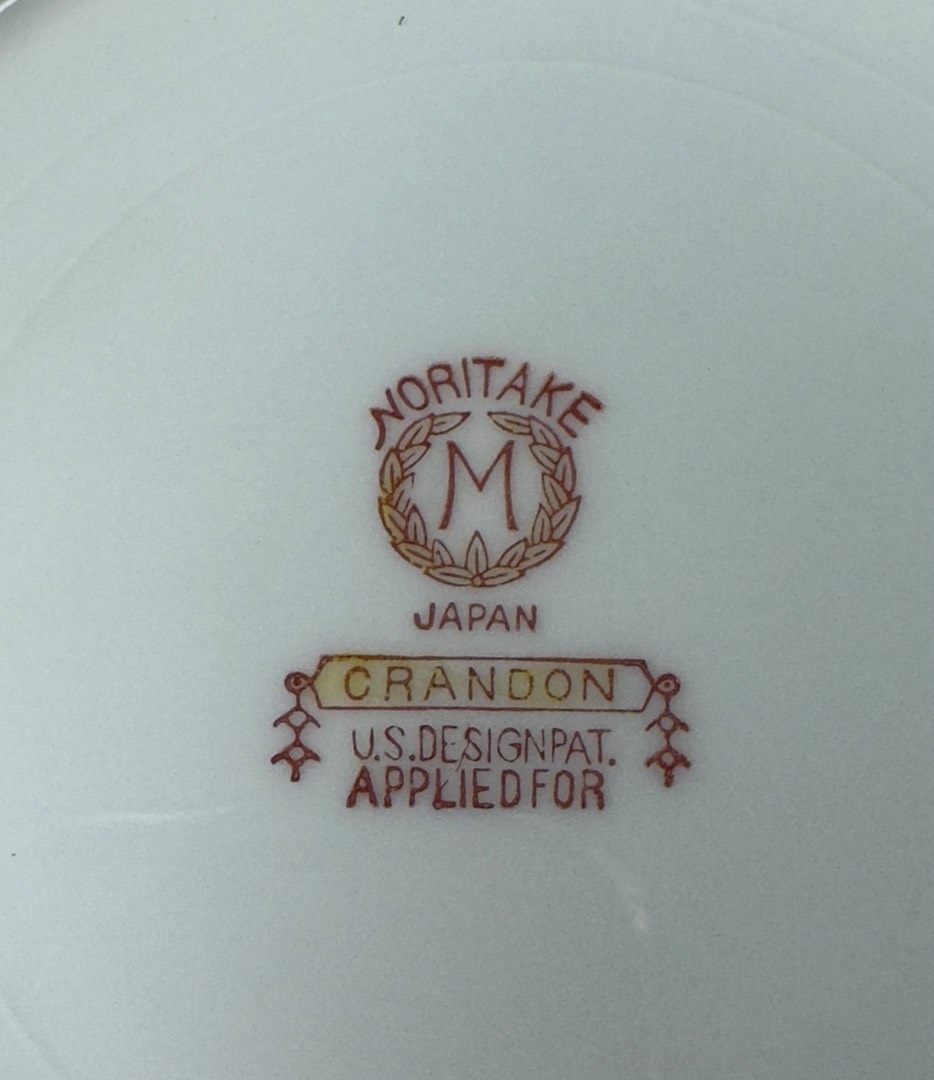 NORITAKE
M
JAPAN
CRANDON
U.S.DESIGNPAT.
APPLIEDFOR